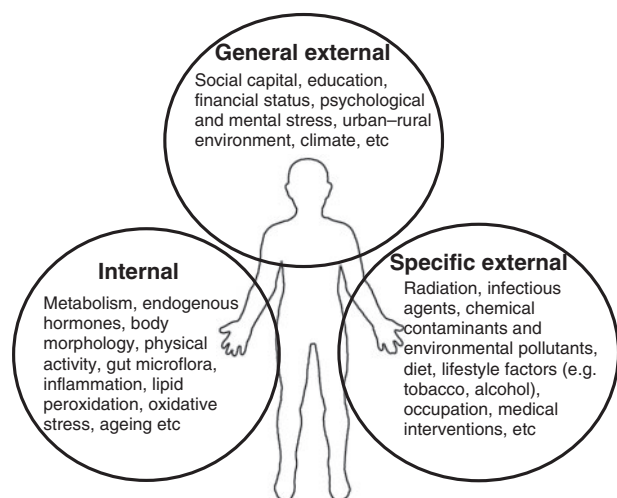 General external
Social capital, education,
financial status, psychological
and mental stress, urban–rural
environment, climate, etc
Internal
Metabolism, endogenous
hormones, body
morphology, physical
activity, gut microflora,
inflammation, lipid
peroxidation, oxidative
stress, ageing etc
Specific external
Radiation, infectious
agents, chemical
contaminants and
environmental pollutants,
diet, lifestyle factors (e.g.
tobacco, alcohol),
occupation, medical
interventions, etc